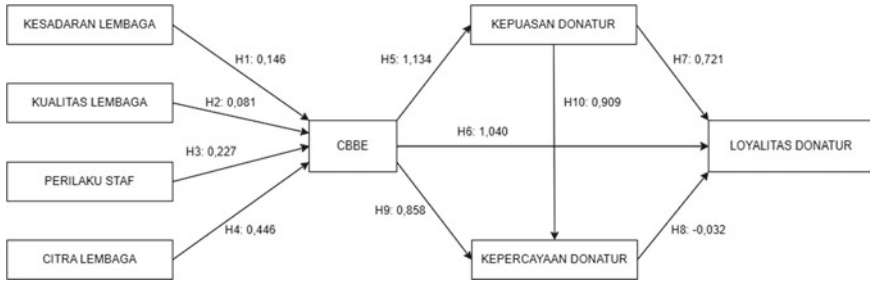 KESADARAN LEMBAGA
KEPUASAN DONATUR
H1: 0,146
H5: 1,134
H7: 0,721
KUALITAS LEMBAGA
H2: 0,081
H10: 0,909
H3: 0,227
CBBE
H6: 1,040
LOYALITAS DONATUR
PERILAKU STAF
H9: 0,858
H4: 0,446
H8: -0,032
CITRA LEMBAGA
KEPERCAYAAN DONATUR